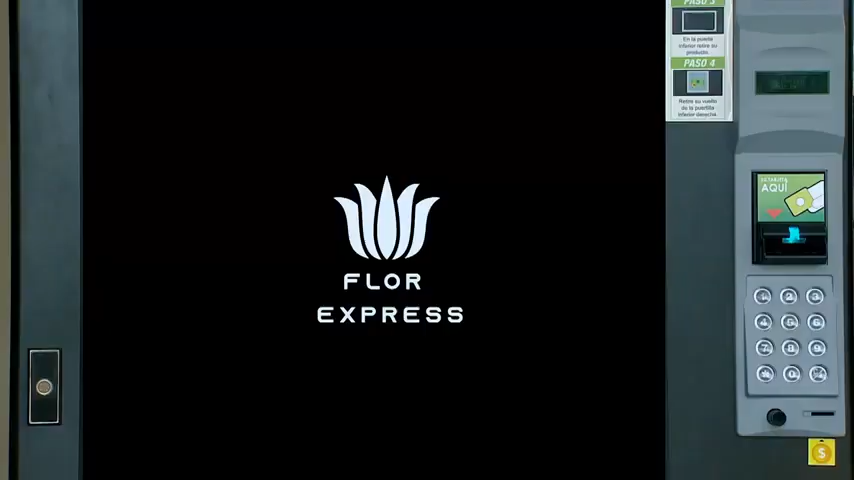 PASO 3
En la puerta
inferior retire su
producto.
PASO 4
Retire su vuelto
de la puertilla
inferior derecha
AQUÍ
FLOR
EXPRESS
1 2 3
4 5 6
7 8 9
* 0
$